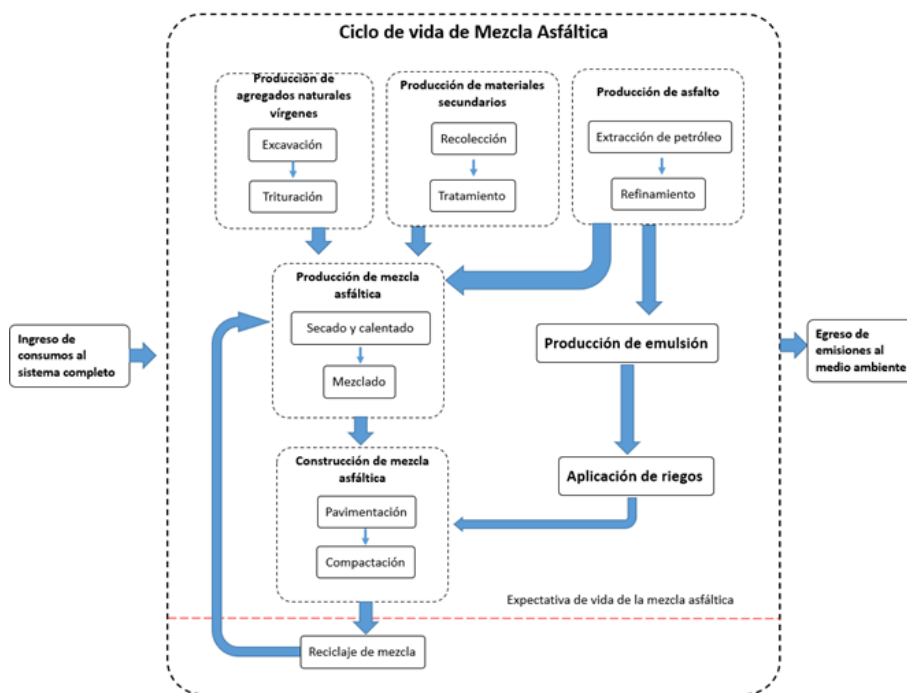 Ciclo de vida de Mezcla Asfáltica
Producción de
agregados naturales
vírgenes
Excavación
Trituración
Producción de materiales
secundarios
Recolección
Tratamiento
Producción de asfalto
Extracción de petróleo
Refinamiento
Ingreso de
consumos al
sistema completo
Producción de mezcla
asfáltica
Secado y calentado
Mezclado
Producción de emulsión
Egreso de
emisiones al
medio ambiente
Construcción de mezcla
asfáltica
Pavimentación
Compactación
Aplicación de riegos
Expectativa de vida de la mezcla asfáltica
Reciclaje de mezcla